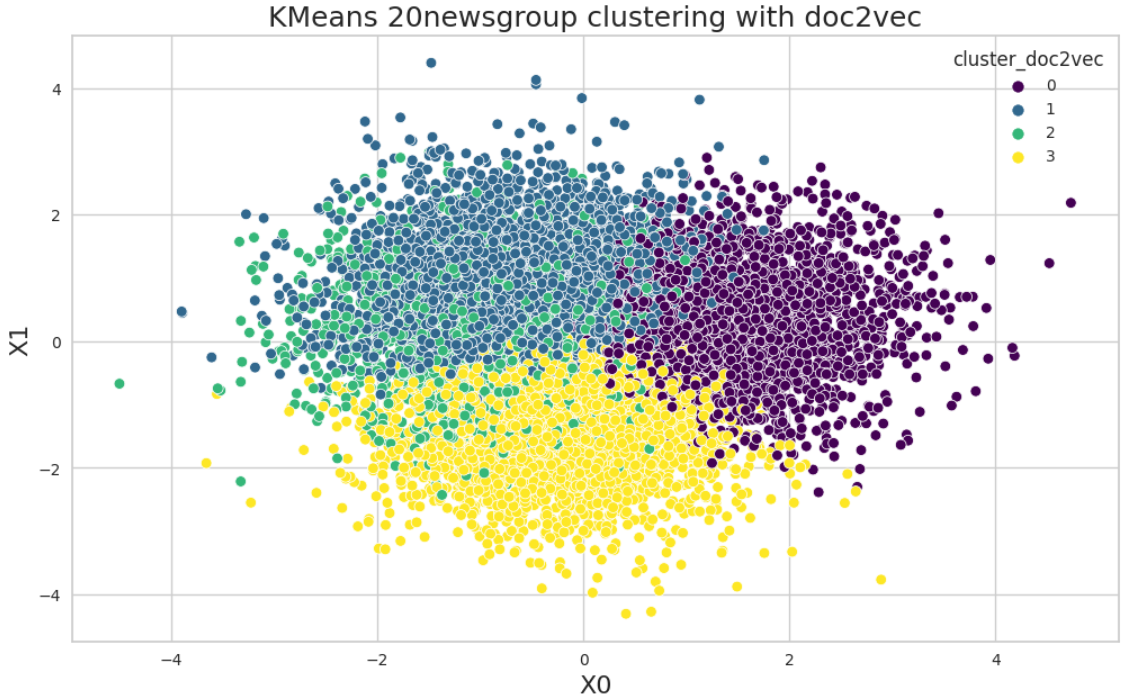 KMeans 20newsgroup clustering with doc2vec
cluster_doc2vec
0
1
2
3
4
2
0
−2
−4
X1
−4 −2 0 2 4
X0